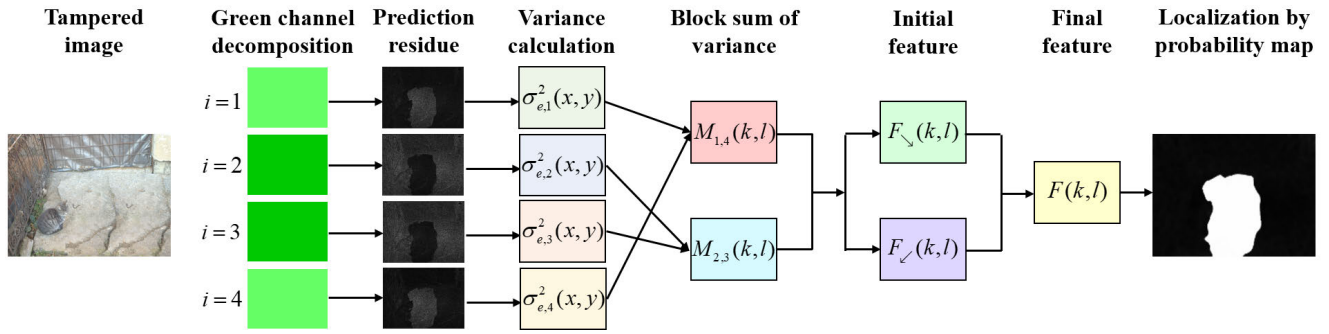 Tampered
image
Green channel
decomposition
Prediction
residue
Variance
calculation
Block sum of
variance
Initial
feature
Final
feature
Localization by
probability map
i = 1
σ²ₑ,₁(x, y)
i = 2
σ²ₑ,₂(x, y)
i = 3
σ²ₑ,₃(x, y)
i = 4
σ²ₑ,₄(x, y)
M₁,₄(k, l)
M₂,₃(k, l)
F↘(k, l)
F↙(k, l)
F(k, l)